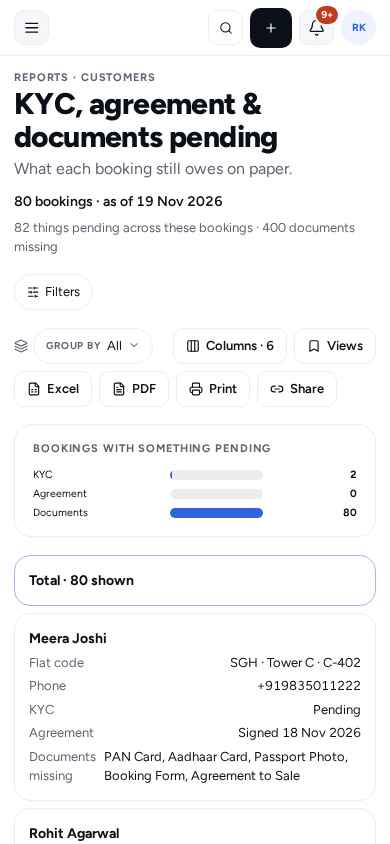 9+
RK
REPORTS · CUSTOMERS
KYC, agreement &
documents pending
What each booking still owes on paper.
80 bookings · as of 19 Nov 2026
82 things pending across these bookings · 400 documents
missing
Filters
GROUP BY All
Columns · 6
Views
Excel
PDF
Print
Share
BOOKINGS WITH SOMETHING PENDING
KYC 2
Agreement 0
Documents 80
Total · 80 shown
Meera Joshi
Flat code SGH · Tower C · C-402
Phone +919835011222
KYC Pending
Agreement Signed 18 Nov 2026
Documents PAN Card, Aadhaar Card, Passport Photo,
missing Booking Form, Agreement to Sale
Rohit Agarwal